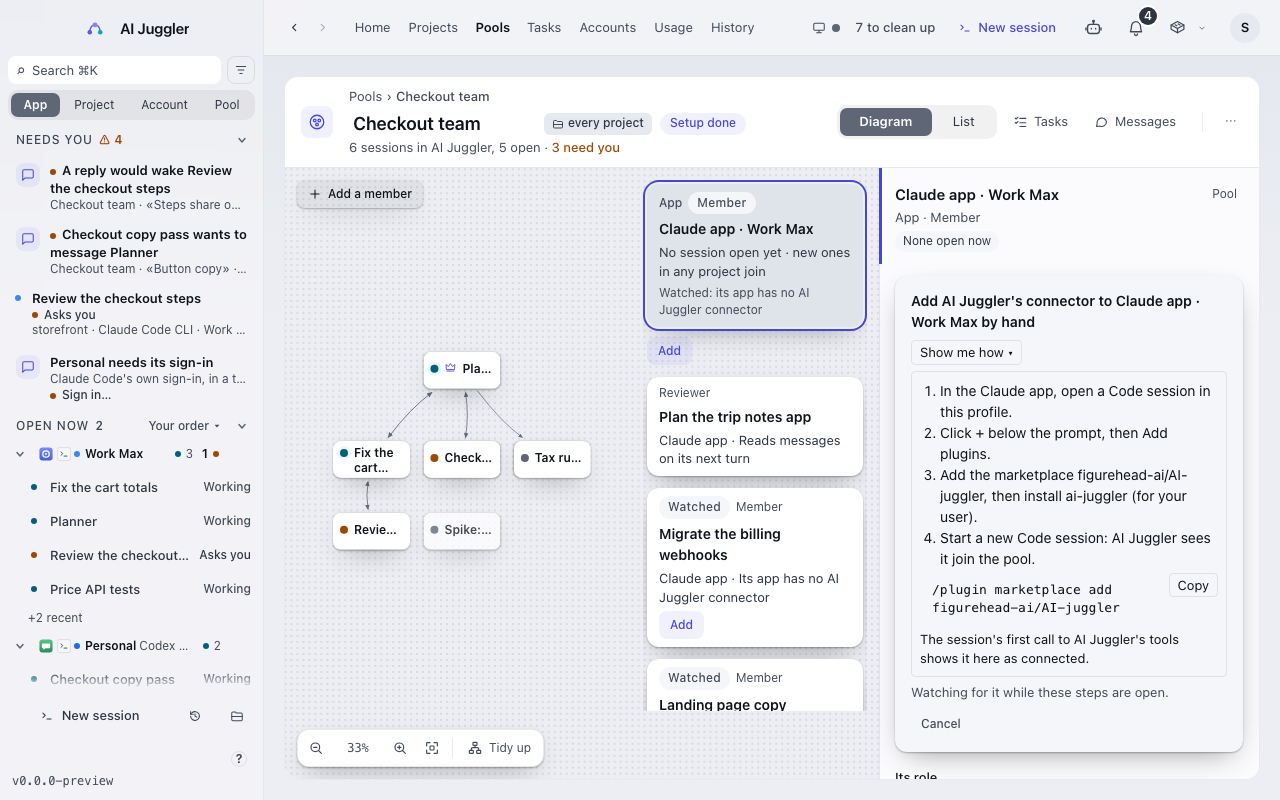 AI Juggler
Search ⌘K
App Project Account Pool
NEEDS YOU 4
A reply would wake Review
the checkout steps
Checkout team · «Steps share o...
Checkout copy pass wants to
message Planner
Checkout team · «Button copy» ·...
Review the checkout steps
Asks you
storefront · Claude Code CLI · Work ...
Personal needs its sign-in
Claude Code's own sign-in, in a t...
Sign in...
OPEN NOW 2 Your order
Work Max 3 1
Fix the cart totals Working
Planner Working
Review the checkout... Asks you
Price API tests Working
+2 recent
Personal Codex ... 2
Checkout copy pass Working
New session
?
v0.0.0-preview
Home Projects Pools Tasks Accounts Usage History
7 to clean up
New session
4
S
Pools › Checkout team
Checkout team
every project
Setup done
6 sessions in AI Juggler, 5 open · 3 need you
Diagram List
Tasks
Messages
Add a member
Pla...
Fix the
cart...
Check...
Tax ru...
Revie...
Spike:...
33%
Tidy up
App Member
Claude app · Work Max
No session open yet · new ones
in any project join
Watched: its app has no AI
Juggler connector
Add
Reviewer
Plan the trip notes app
Claude app · Reads messages
on its next turn
Watched Member
Migrate the billing
webhooks
Claude app · Its app has no AI
Juggler connector
Add
Watched Member
Landing page copy
Claude app · Work Max
Pool
App · Member
None open now
Add AI Juggler's connector to Claude app ·
Work Max by hand
Show me how
1. In the Claude app, open a Code session in
this profile.
2. Click + below the prompt, then Add
plugins.
3. Add the marketplace figurehead-ai/AI-
juggler, then install ai-juggler (for your
user).
4. Start a new Code session: AI Juggler sees
it join the pool.
/plugin marketplace add
figurehead-ai/AI-juggler
Copy
The session's first call to AI Juggler's tools
shows it here as connected.
Watching for it while these steps are open.
Cancel
Its role